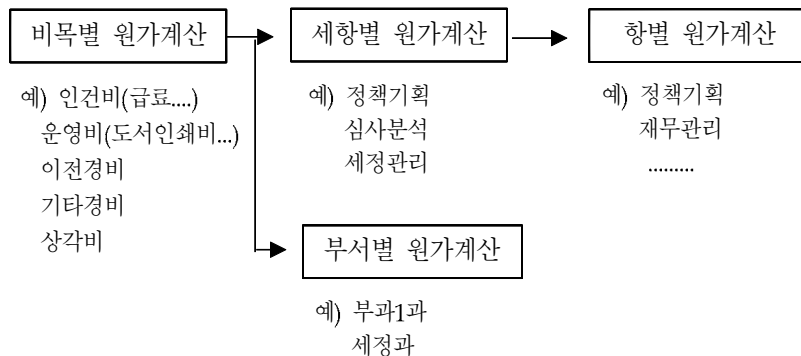 비목별 원가계산
세항별 원가계산
항별 원가계산
예) 인건비(급료....)
운영비(도서인쇄비...)
이전경비
기타경비
상각비
예) 정책기획
심사분석
세정관리
예) 정책기획
재무관리
.........
부서별 원가계산
예) 부과1과
세정과